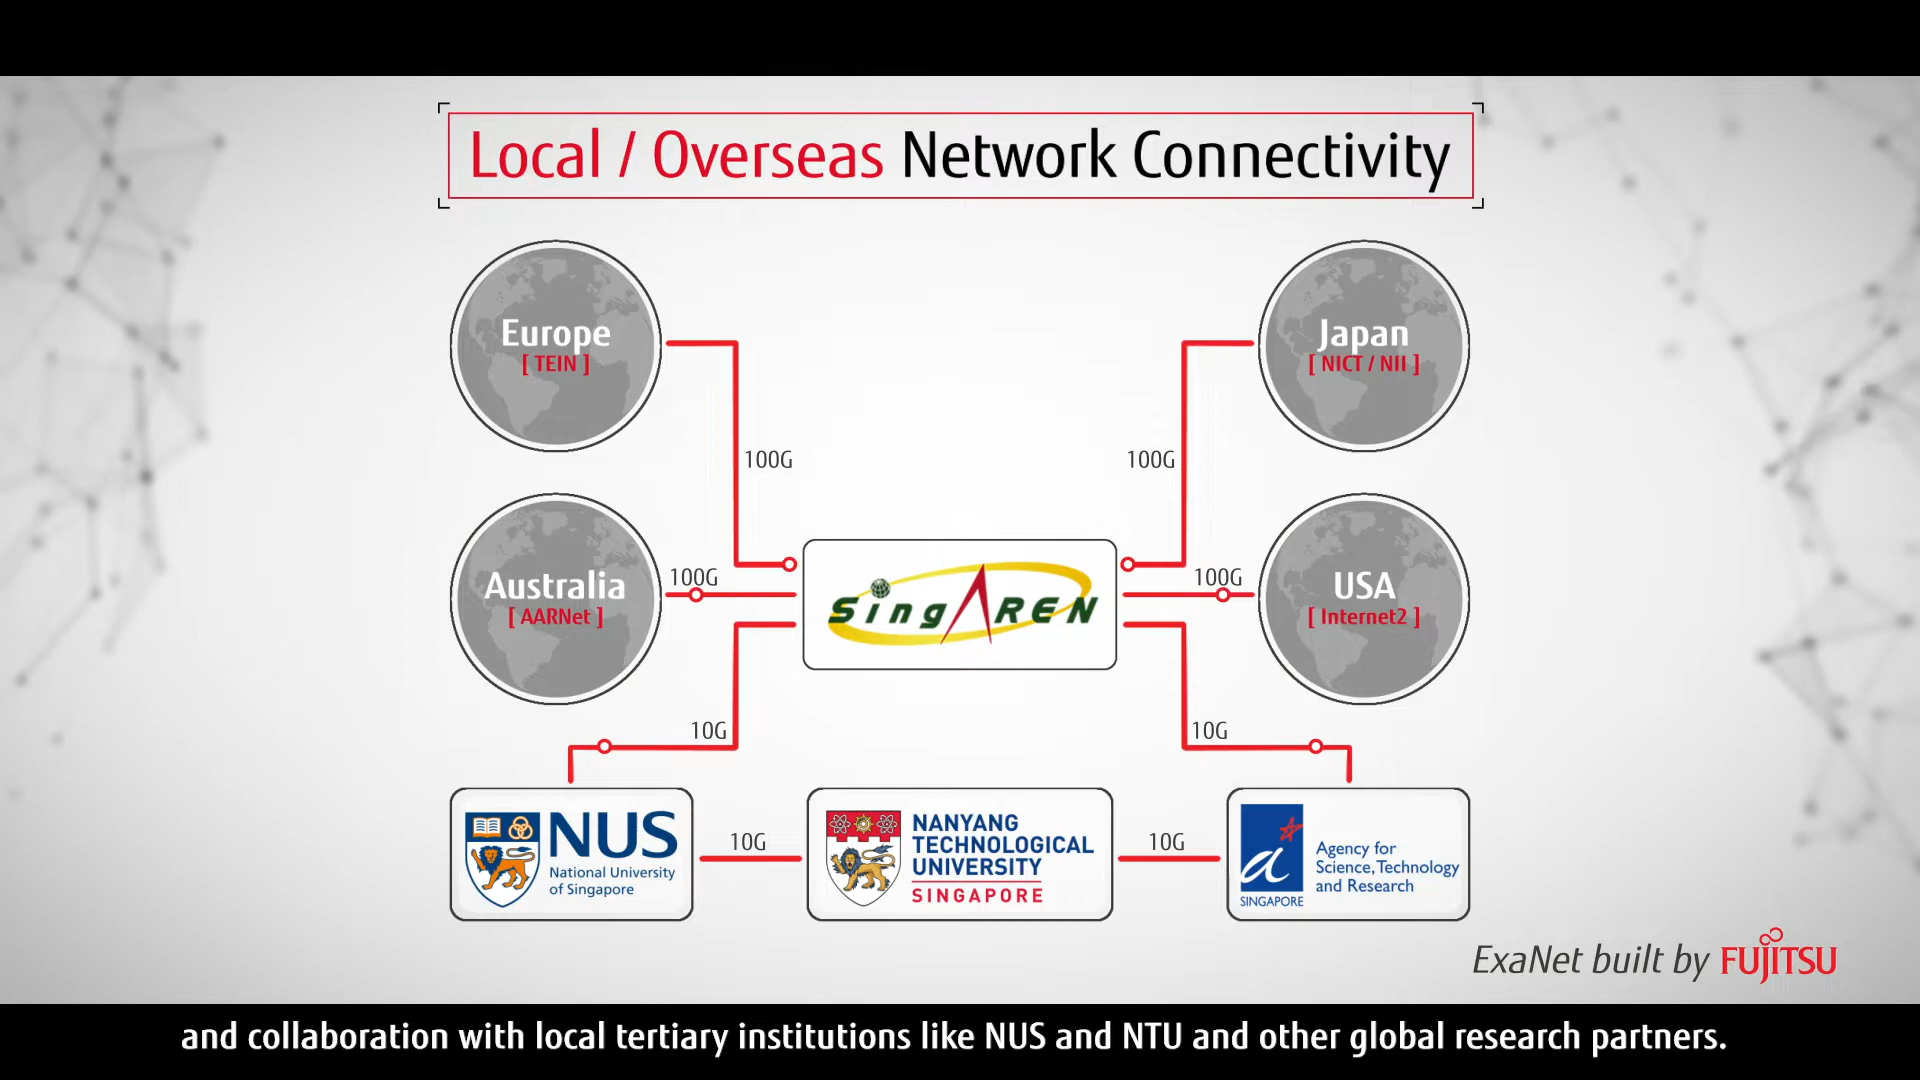 Local / Overseas Network Connectivity
Europe
[ TEIN ]
Japan
[ NICT / NII ]
100G
100G
Australia
[ AARNet ]
100G
SingAREN
100G
USA
[ Internet2 ]
10G
10G
NUS
National University
of Singapore
10G
NANYANG
TECHNOLOGICAL
UNIVERSITY
SINGAPORE
10G
a
SINGAPORE
Agency for
Science, Technology
and Research
ExaNet built by FUJITSU
and collaboration with local tertiary institutions like NUS and NTU and other global research partners.